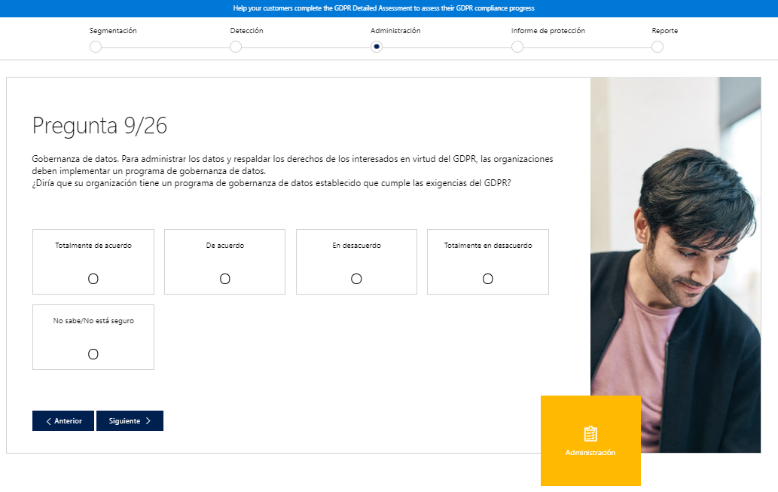 Help your customers complete the GDPR Detailed Assessment to assess their GDPR compliance progress
Segmentación
Detección
Administración
Informe de protección
Reporte
Pregunta 9/26
Gobernanza de datos. Para administrar los datos y respaldar los derechos de los interesados en virtud del GDPR, las organizaciones
deben implementar un programa de gobernanza de datos.
¿Diría que su organización tiene un programa de gobernanza de datos establecido que cumple las exigencias del GDPR?
Totalmente de acuerdo
De acuerdo
En desacuerdo
Totalmente en desacuerdo
No sabe/No está seguro
Anterior
Siguiente
Administración